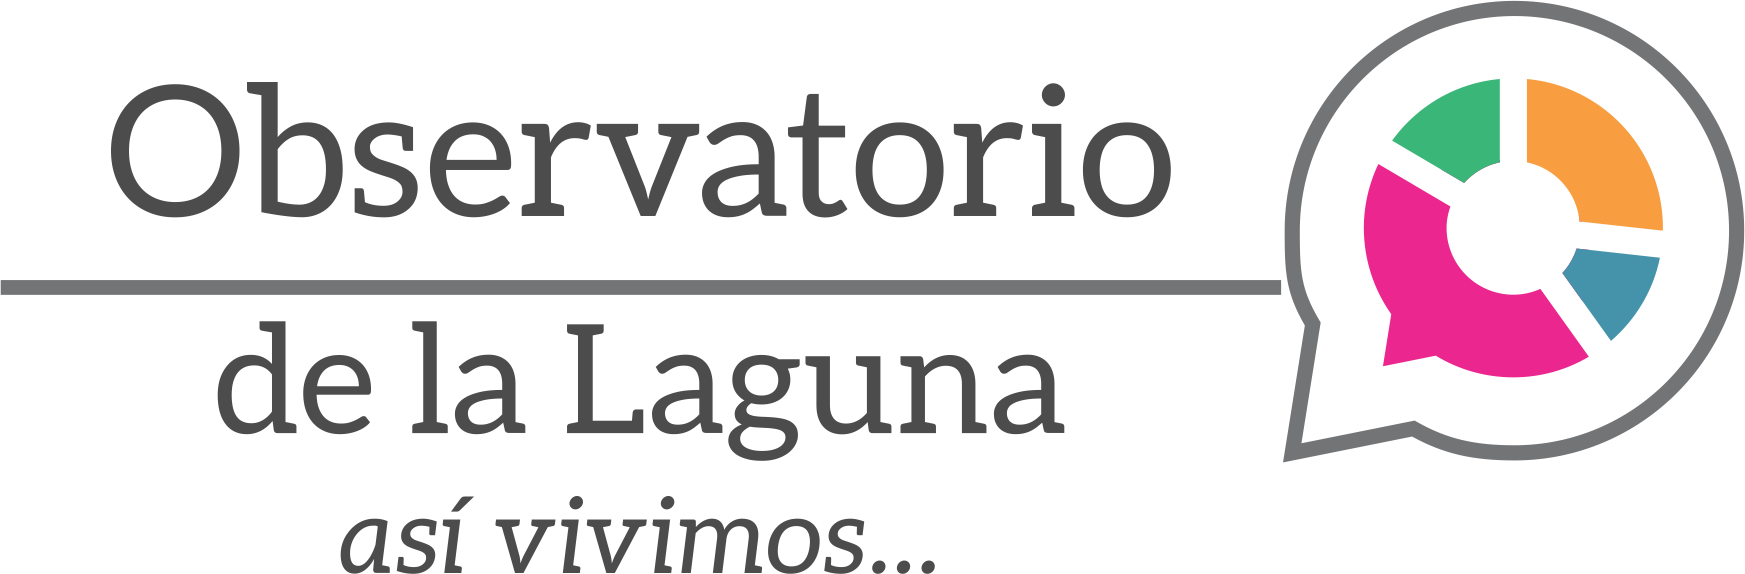 Observatorio
de la Laguna
así vivimos...